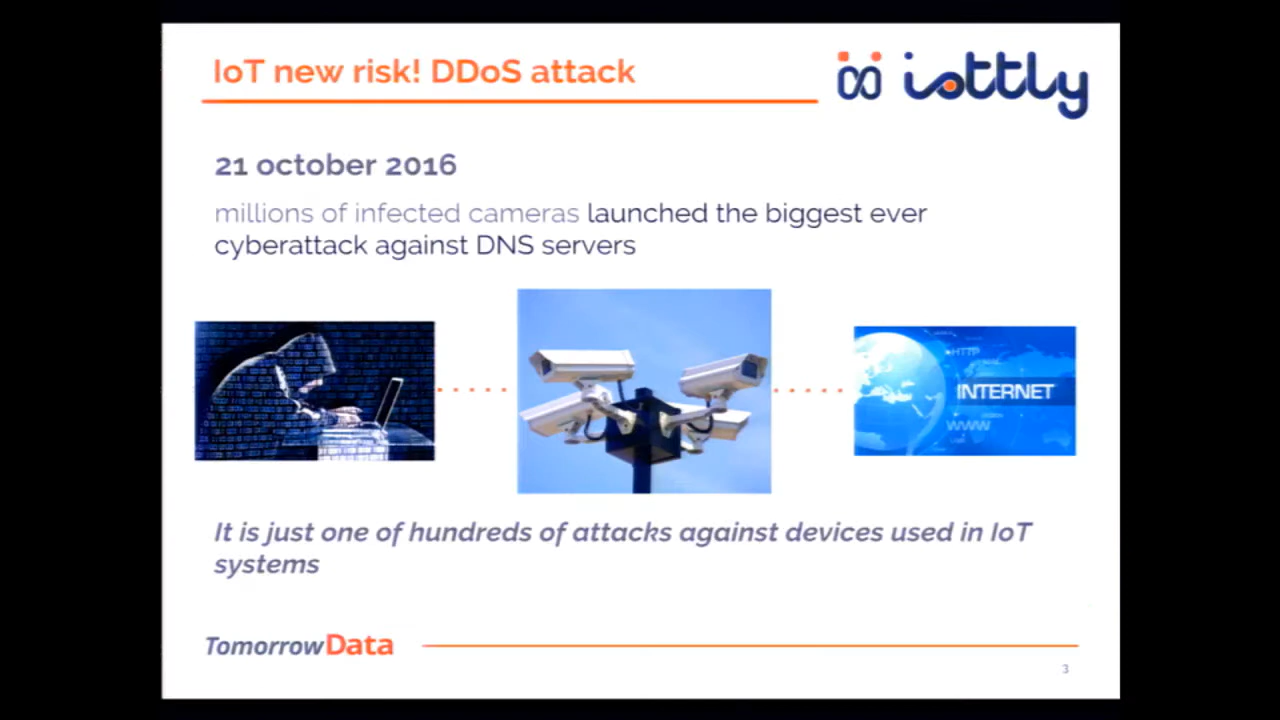 IoT new risk! DDoS attack
iottly
21 october 2016
millions of infected cameras launched the biggest ever
cyberattack against DNS servers
HTTP
INTERNET
WWW
It is just one of hundreds of attacks against devices used in IoT
systems
TomorrowData
3